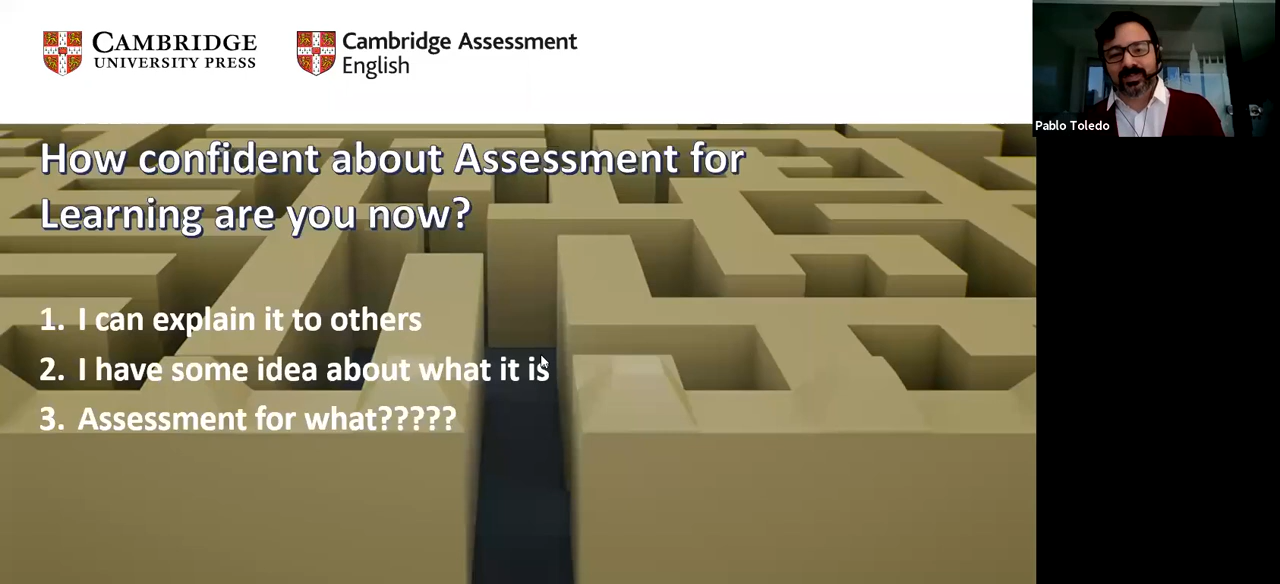 CAMBRIDGE
UNIVERSITY PRESS
Cambridge Assessment
English
Pablo Toledo
How confident about Assessment for
Learning are you now?
1. I can explain it to others
2. I have some idea about what it is
3. Assessment for what?????